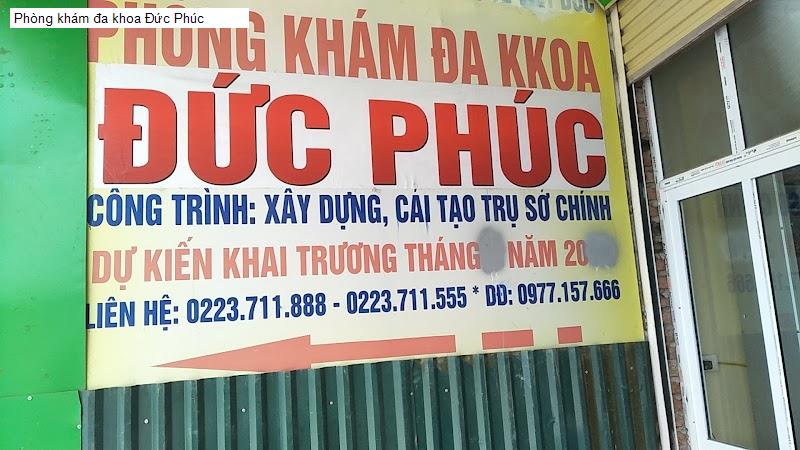 Phòng khám đa khoa Đức Phúc
PHÒNG KHÁM ĐA KKOA
ĐỨC PHÚC
CÔNG TRÌNH: XÂY DỰNG, CẢI TẠO TRỤ SỞ CHÍNH
DỰ KIẾN KHAI TRƯƠNG THÁNG NĂM 20
LIÊN HỆ: 0223.711.888 - 0223.711.555 * DĐ: 0977.157.666